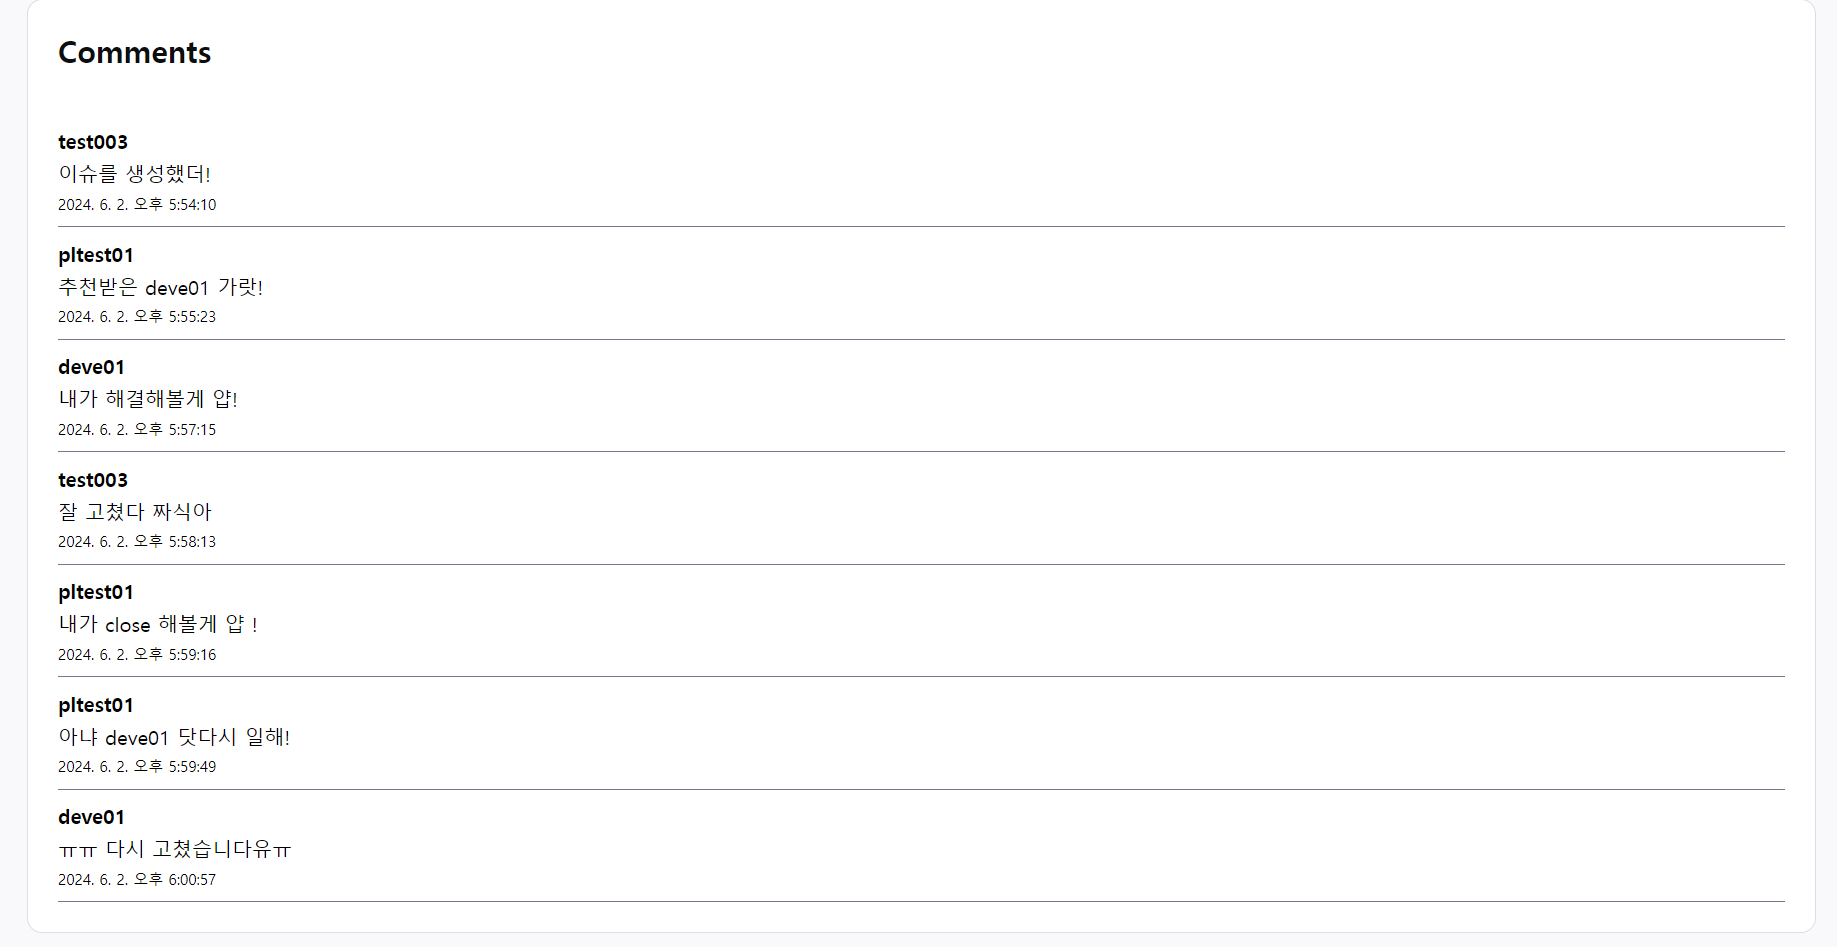 Comments
test003
이슈를 생성했더!
2024. 6. 2. 오후 5:54:10
pltest01
추천받은 deve01 가랏!
2024. 6. 2. 오후 5:55:23
deve01
내가 해결해볼게 얍!
2024. 6. 2. 오후 5:57:15
test003
잘 고쳤다 짜식아
2024. 6. 2. 오후 5:58:13
pltest01
내가 close 해볼게 얍 !
2024. 6. 2. 오후 5:59:16
pltest01
아냐 deve01 닷다시 일해!
2024. 6. 2. 오후 5:59:49
deve01
ㅠㅠ 다시 고쳤습니다유ㅠ
2024. 6. 2. 오후 6:00:57